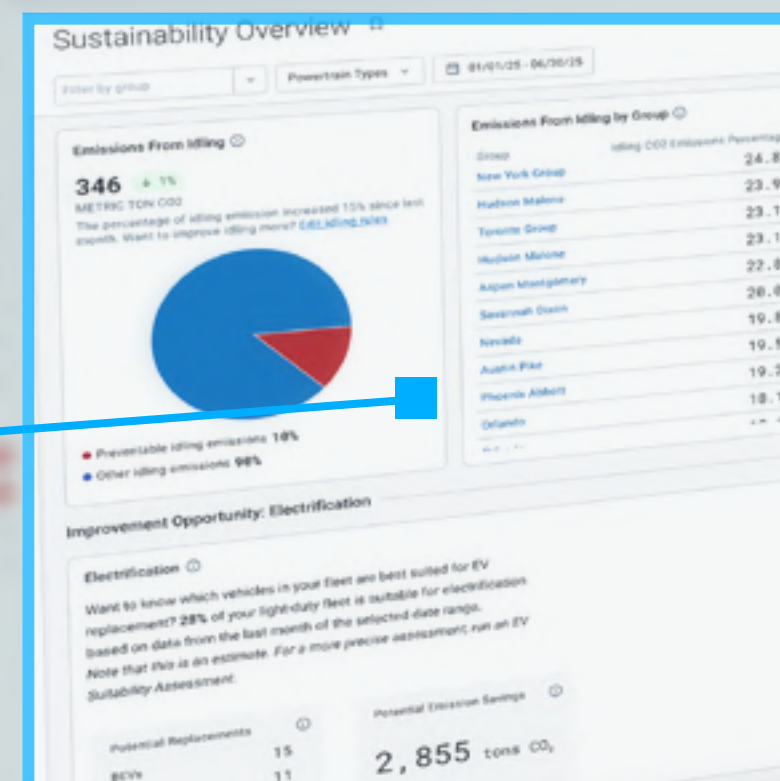 Sustainability Overview
Filter by group
Powertrain Types
01/01/25 - 06/30/25
Emissions From Idling
346 ↓ 1%
METRIC TON CO2
The percentage of idling emission increased 15% since last
month. Want to improve idling more? Edit idling rules
Preventable idling emissions 10%
Other idling emissions 90%
Emissions From Idling by Group
Group Idling CO2 Emissions Percentag
New York Group 24.8
Hudson Malone 23.9
Toronto Group 23.
Hudson Malone 23.1
Aspen Montgomery 22.8
Savannah Dixon 20.0
Nevada 19.8
Austin Pike 19.5
Phoenix Abbott 19.2
Orlando 18.
Improvement Opportunity: Electrification
Electrification
Want to know which vehicles in your fleet are best suited for EV
replacement? 28% of your light-duty fleet is suitable for electrification
based on data from the last month of the selected date range.
Note that this is an estimate. For a more precise assessment, run an EV
Suitability Assessment.
Potential Replacements
15
BEVs 11
Potential Emission Savings
2,855 tons CO₂